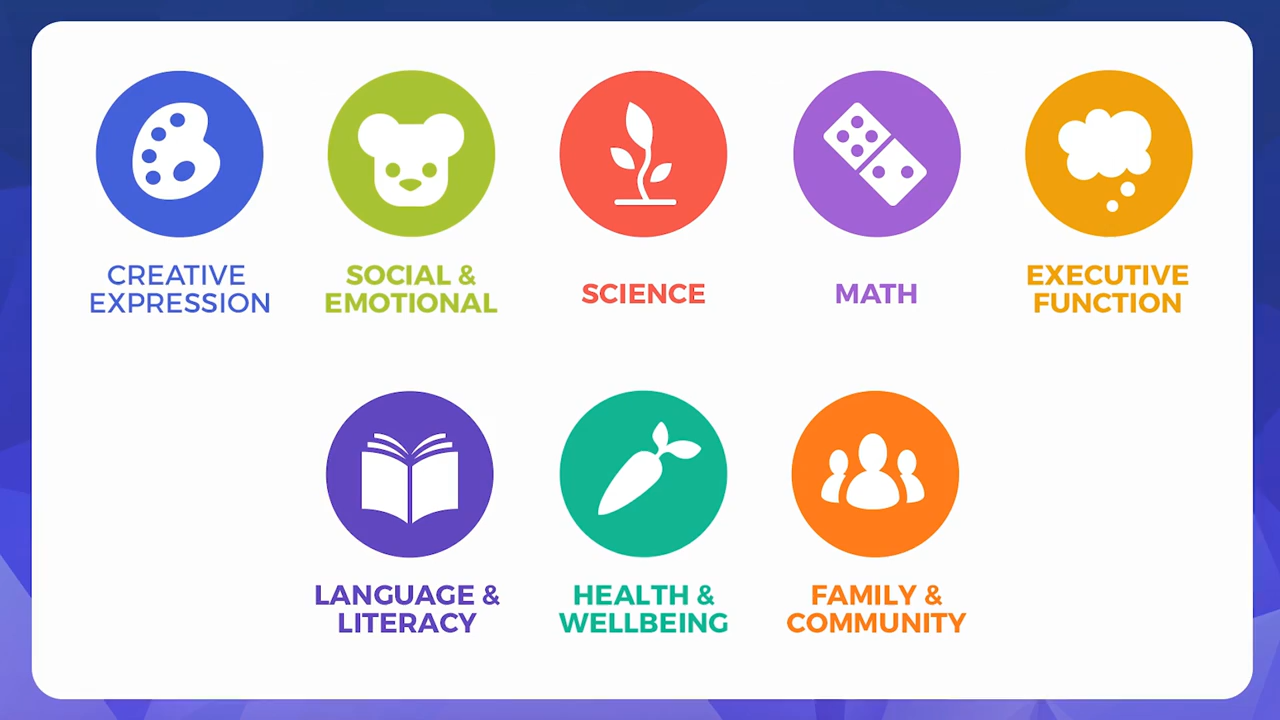 CREATIVE
EXPRESSION
SOCIAL &
EMOTIONAL
SCIENCE
MATH
EXECUTIVE
FUNCTION
LANGUAGE &
LITERACY
HEALTH &
WELLBEING
FAMILY &
COMMUNITY